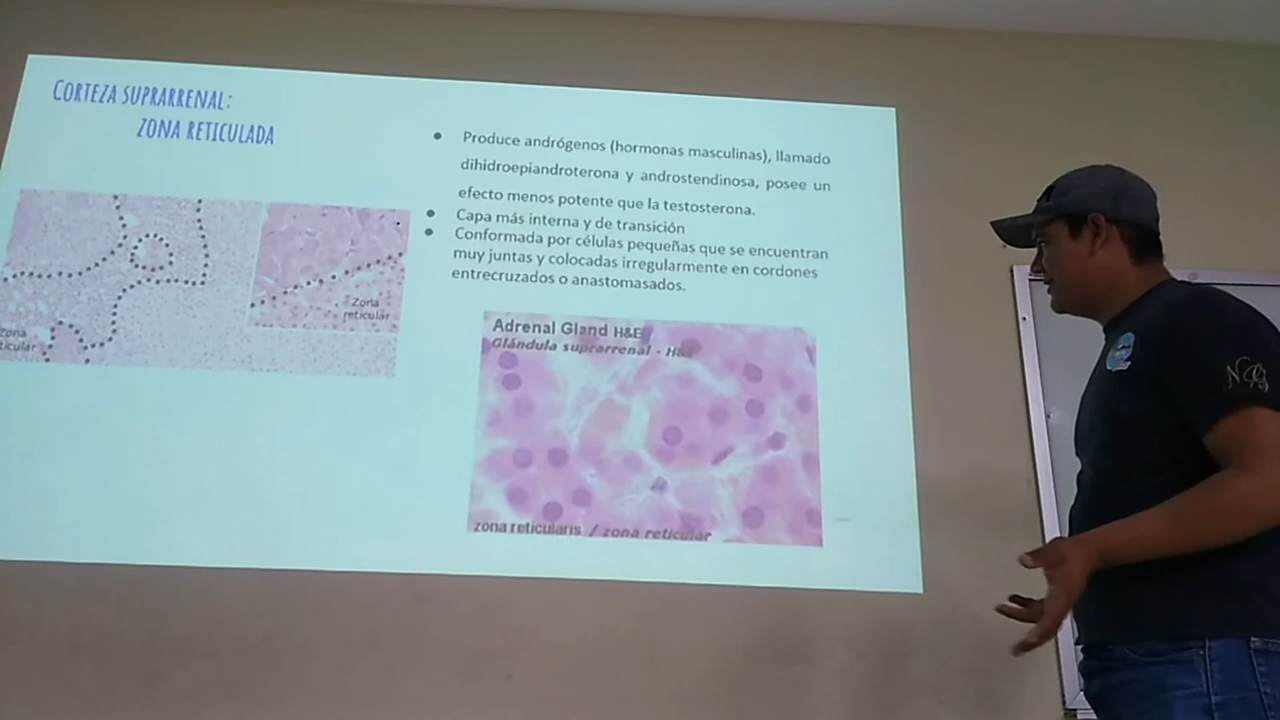 CORTEZA SUPRARRENAL:
ZONA RETICULADA
Produce andrógenos (hormonas masculinas), llamado
dihidroepiandroterona y androstendinosa, posee un
efecto menos potente que la testosterona.
Capa más interna y de transición
Conformada por células pequeñas que se encuentran
muy juntas y colocadas irregularmente en cordones
entrecruzados o anastomasados.
Zona
reticular
zona
ticular
Adrenal Gland H&E
Glándula suprarrenal - H&E
zona reticularis / zona reticular